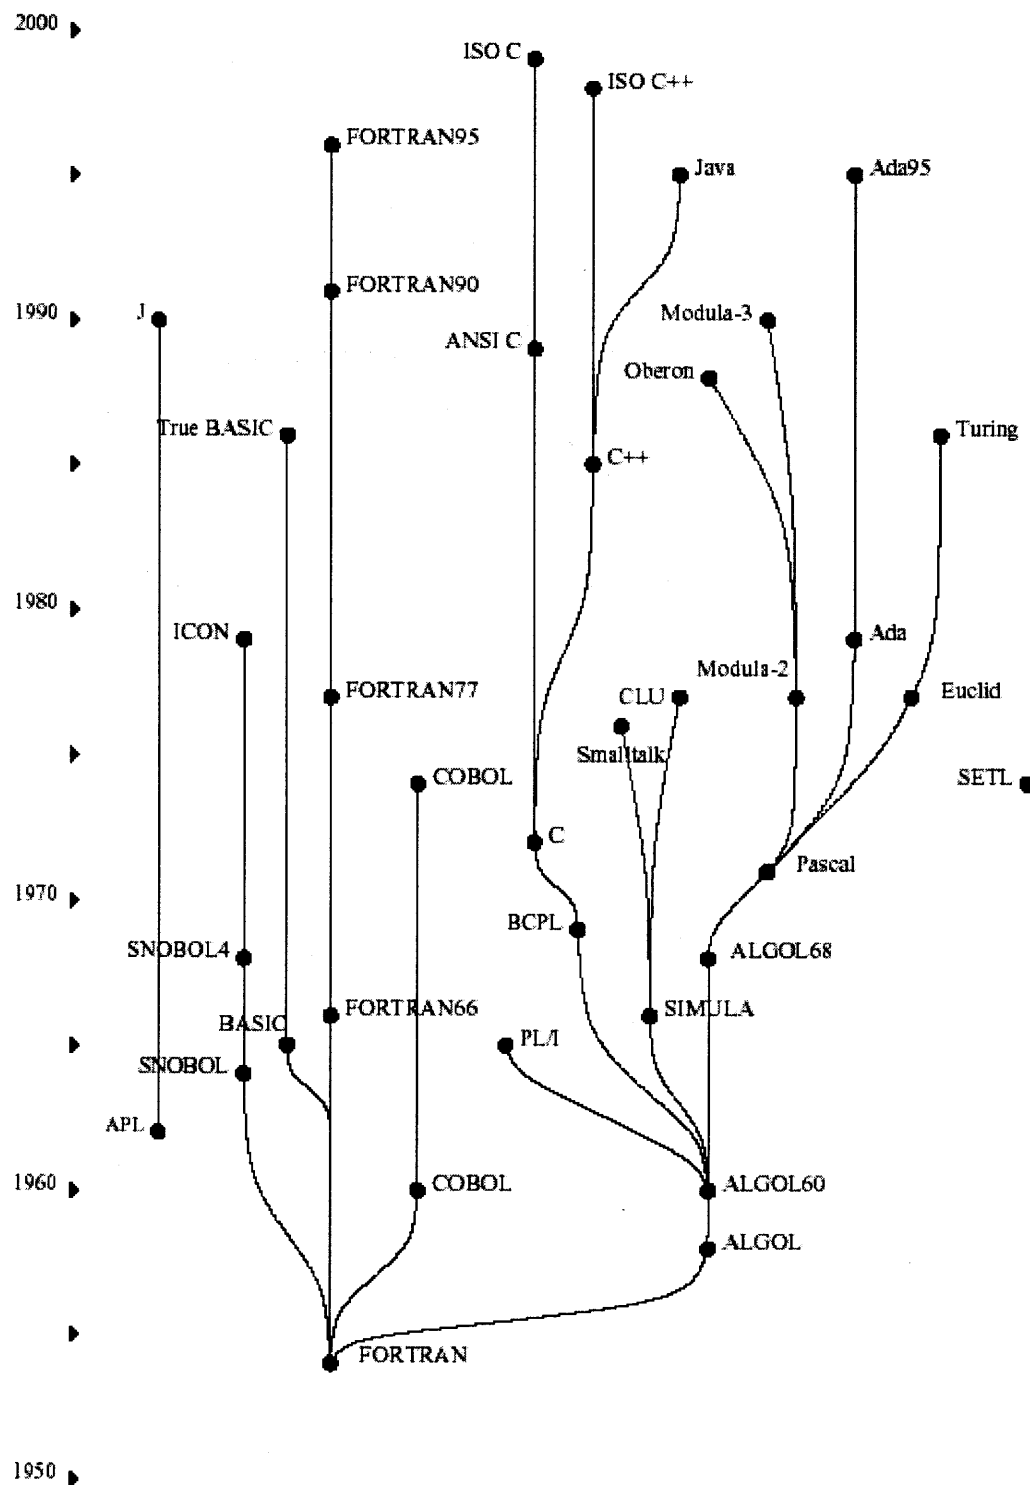 2000
ISO C
ISO C++
FORTRAN95
Java
Ada95
FORTRAN90
1990
J
Modula-3
ANSI C
Oberon
True BASIC
Turing
C++
1980
ICON
Ada
Modula-2
FORTRAN77
CLU
Euclid
Smalltalk
COBOL
SETL
C
Pascal
1970
BCPL
SNOBOL4
ALGOL68
FORTRAN66
SIMULA
BASIC
PL/I
SNOBOL
APL
1960
COBOL
ALGOL60
ALGOL
FORTRAN
1950